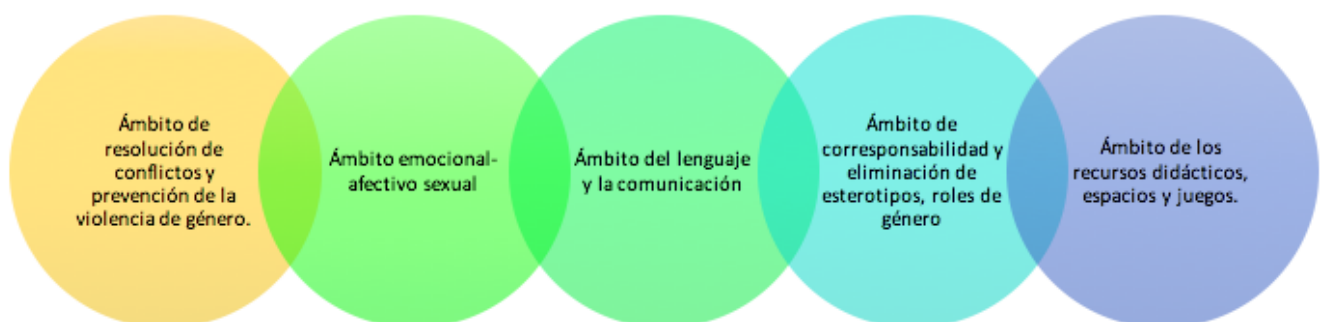 Ámbito de
resolución de
conflictos y
prevención de la
violencia de género.
Ámbito emocional-
afectivo sexual
Ámbito del lenguaje
y la comunicación
Ámbito de
corresponsabilidad y
eliminación de
esterotipos, roles de
género
Ámbito de los
recursos didácticos,
espacios y juegos.